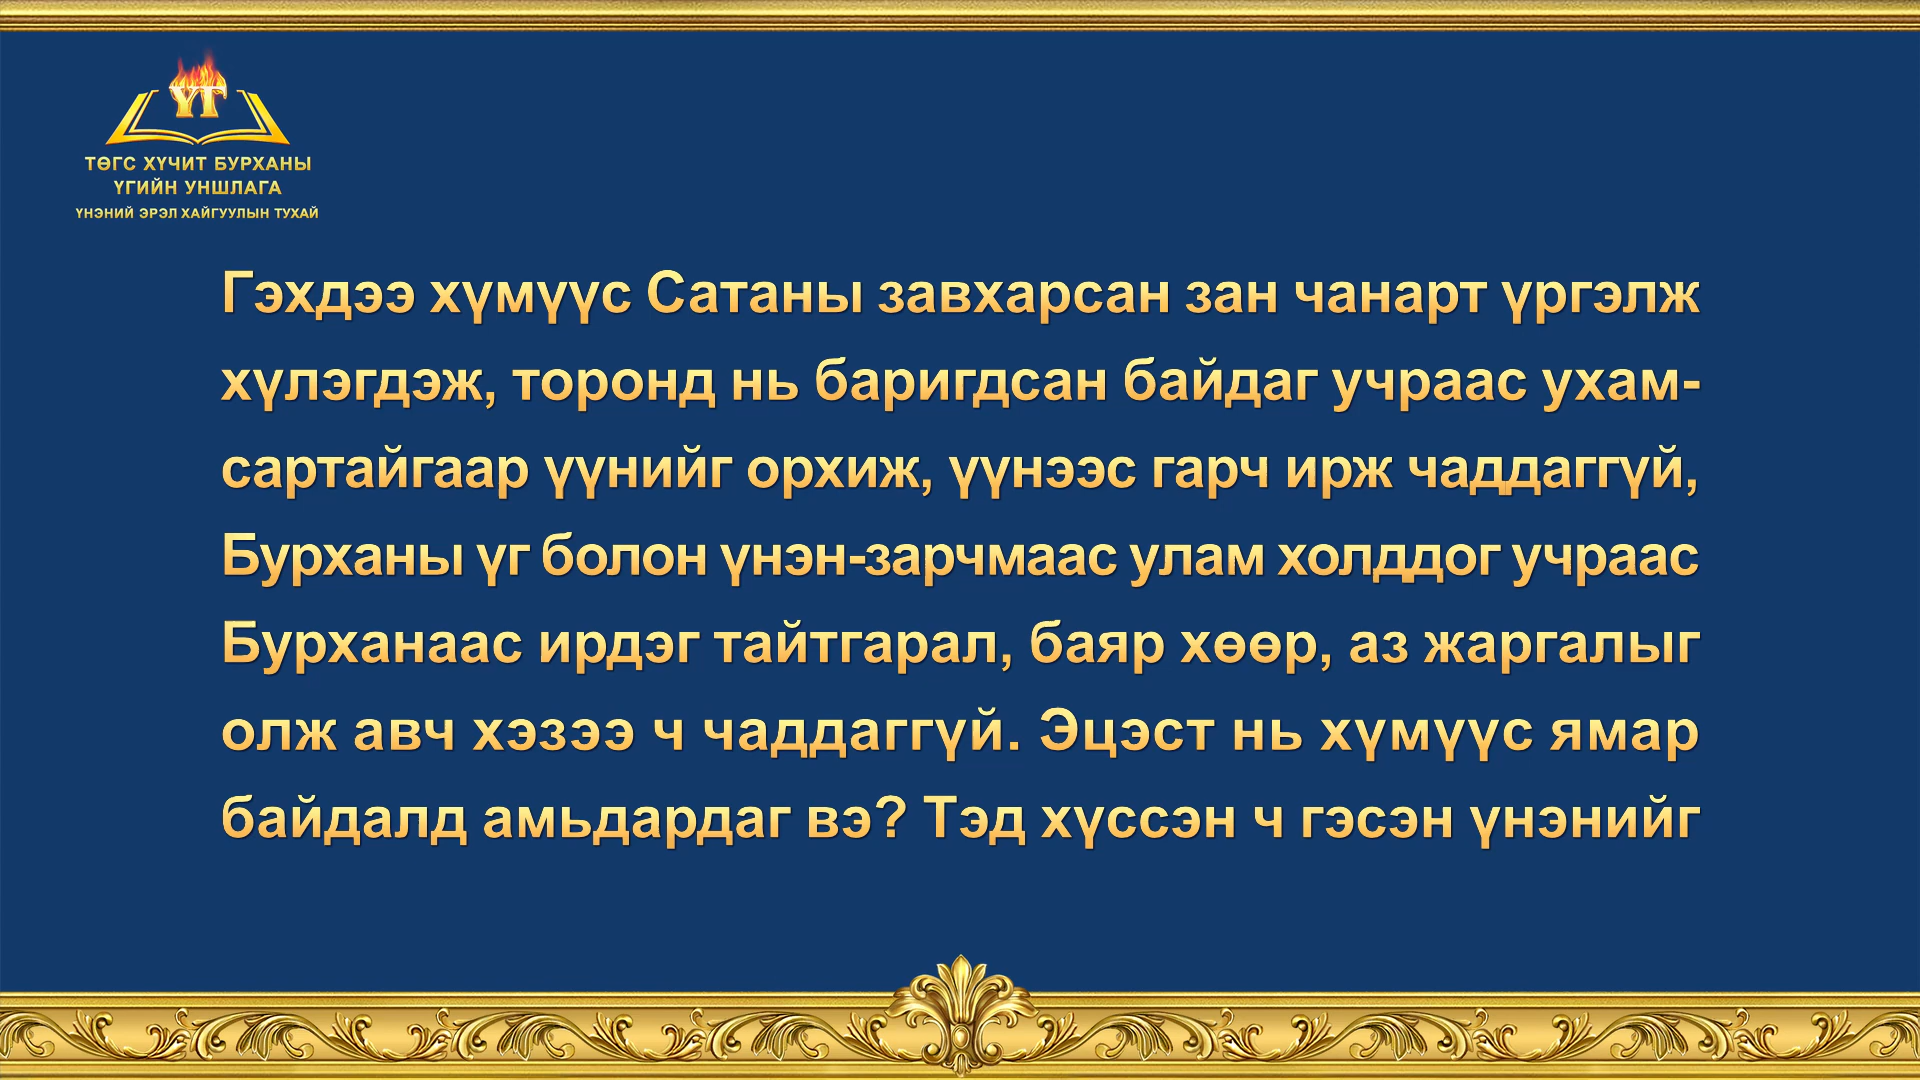 ҮГ
ТӨГС ХҮЧИТ БУРХАНЫ
ҮГИЙН УНШЛАГА
ҮНЭНИЙ ЭРЭЛ ХАЙГУУЛЫН ТУХАЙ
Гэхдээ хүмүүс Сатаны завхарсан зан чанарт үргэлж
хүлэгдэж, торонд нь баригдсан байдаг учраас ухам-
сартайгаар үүнийг орхиж, үүнээс гарч ирж чаддаггүй,
Бурханы үг болон үнэн-зарчмаас улам холддог учраас
Бурханаас ирдэг тайтгарал, баяр хөөр, аз жаргалыг
олж авч хэзээ ч чаддаггүй. Эцэст нь хүмүүс ямар
байдалд амьдардаг вэ? Тэд хүссэн ч гэсэн үнэнийг